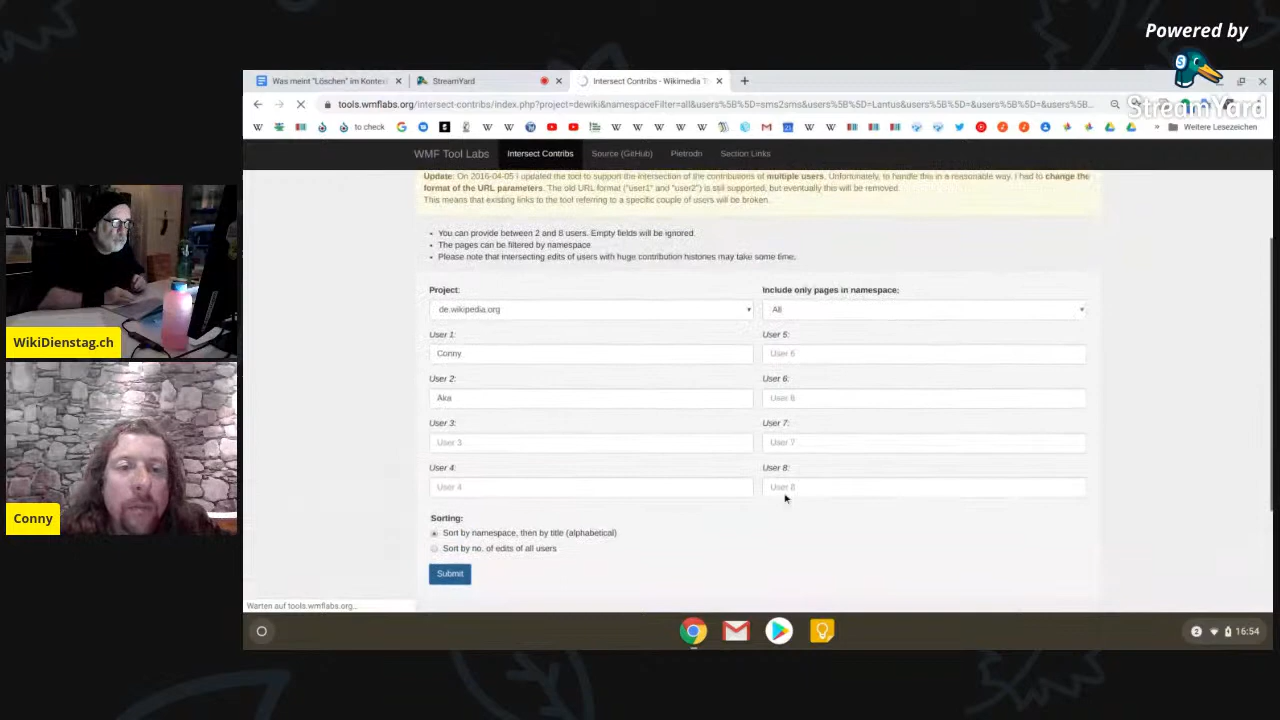 Powered by
StreamYard
Was meint "Löschen" im Kontex
StreamYard
Intersect Contribs - Wikimedia T
tools.wmflabs.org/intersect-contribs/index.php?project=dewiki&namespaceFilter=all&users%5B%5D=sms2sms&users%5B%5D=Lantus&users%5B%5D=&users%5B%5D=&users%5B...
to check
Weitere Lesezeichen
WMF Tool Labs
Intersect Contribs
Source (GitHub)
Pietrodn
Section Links
Update: On 2016-04-05 I updated the tool to support the intersection of the contributions of multiple users. Unfortunately, to handle this in a reasonable way, I had to change the
format of the URL parameters. The old URL format ("user1" and "user2") is still supported, but eventually this will be removed.
This means that existing links to the tool referring to a specific couple of users will be broken.
You can provide between 2 and 8 users. Empty fields will be ignored.
The pages can be filtered by namespace
Please note that intersecting edits of users with huge contribution histories may take some time.
Project:
Include only pages in namespace:
de.wikipedia.org
All
User 1:
User 5:
Conny
User 2:
User 6:
Aka
User 3:
User 7:
User 3
User 7
User 4:
User 8:
User 4
User 8
Sorting:
Sort by namespace, then by title (alphabetical)
Sort by no. of edits of all users
Submit
Warten auf tools.wmflabs.org...
2
16:54
WikiDienstag.ch
Conny